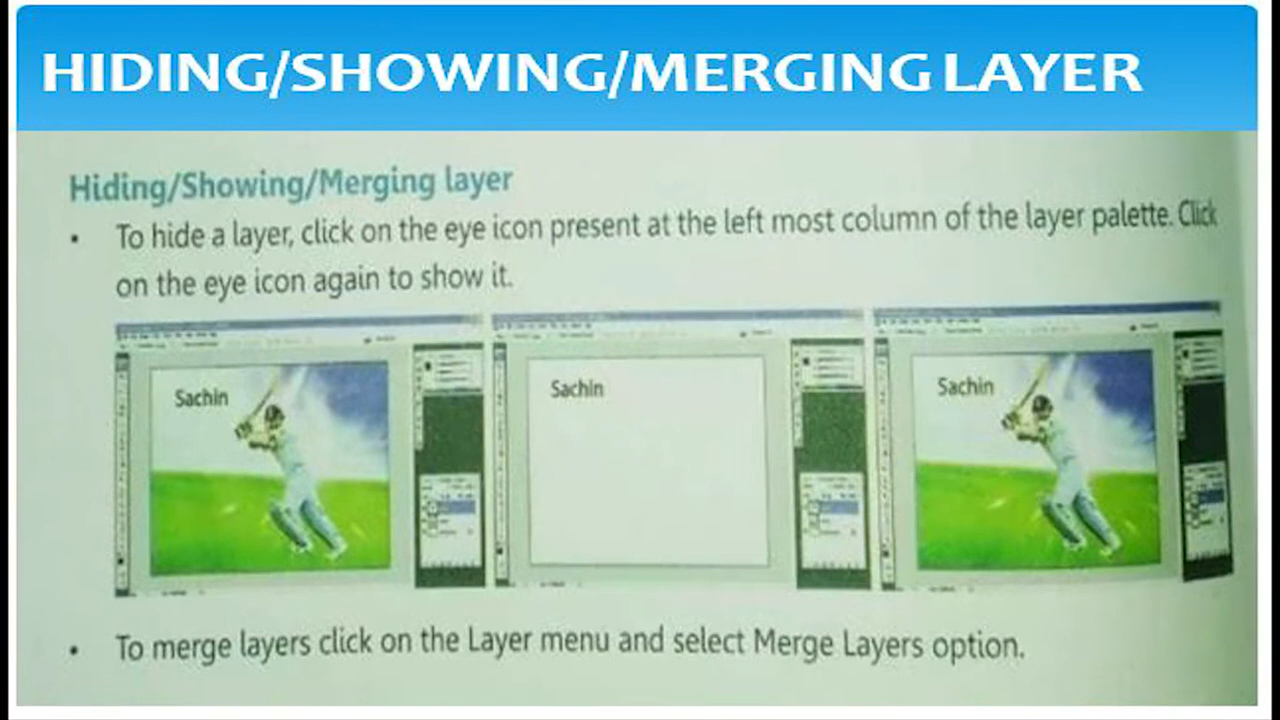 HIDING/SHOWING/MERGING LAYER
Hiding/Showing/Merging layer
• To hide a layer, click on the eye icon present at the left most column of the layer palette. Click
on the eye icon again to show it.
Sachin
Sachin
Sachin
• To merge layers click on the Layer menu and select Merge Layers option.